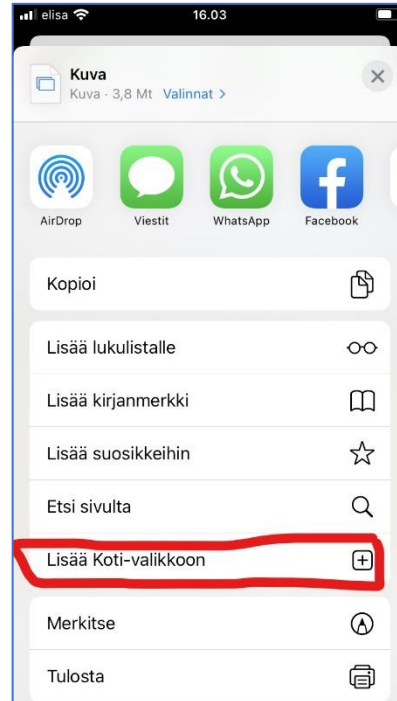 elisa 16.03
Kuva
Kuva · 3,8 Mt Valinnat >
AirDrop Viestit WhatsApp Facebook
Kopioi
Lisää lukulistalle
Lisää kirjanmerkki
Lisää suosikkeihin
Etsi sivulta
Lisää Koti-valikkoon
Merkitse
Tulosta